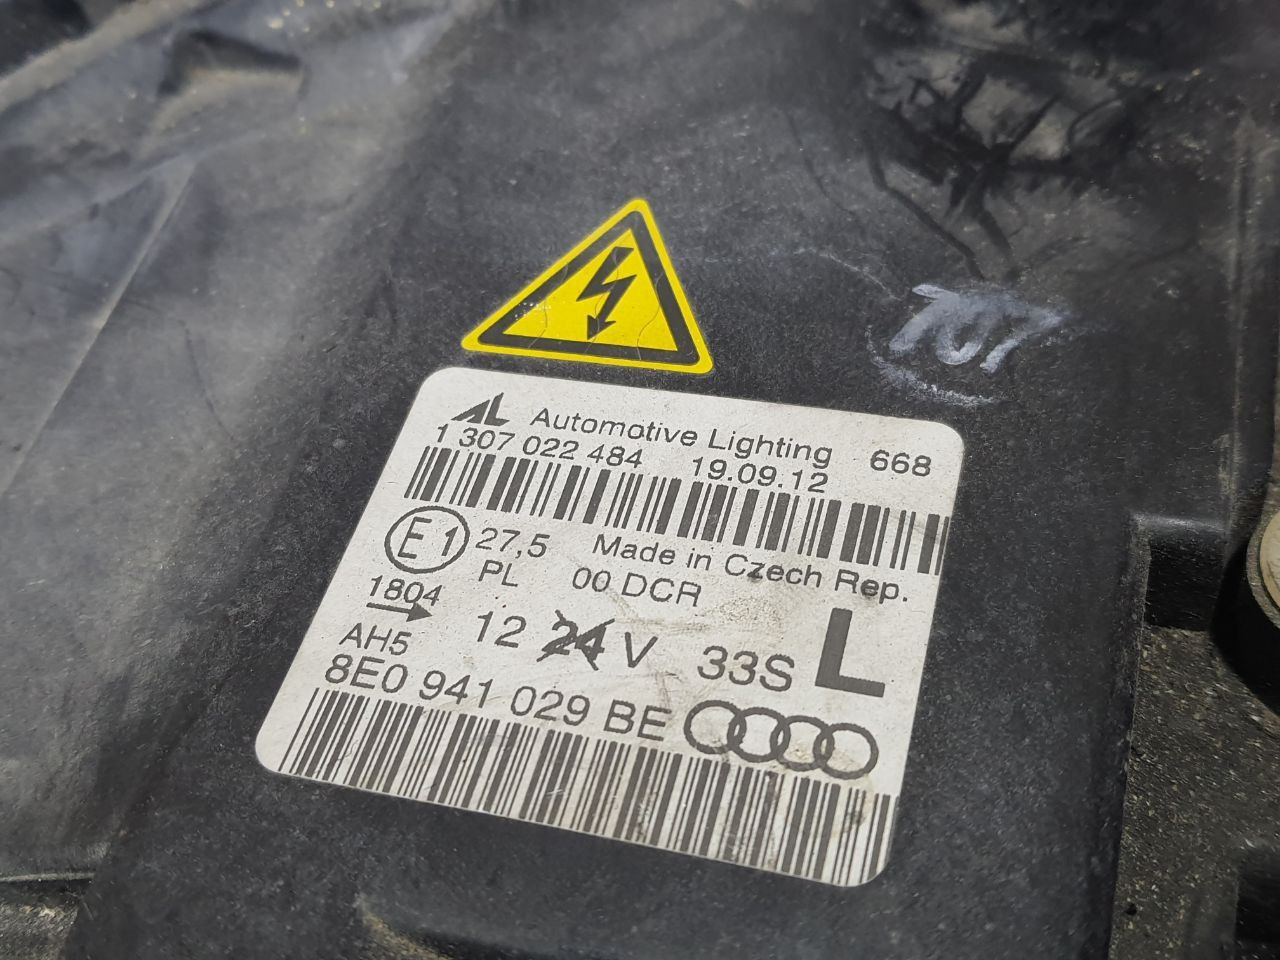 707
AL Automotive Lighting 668
1 307 022 484 19.09.12
E1 27,5 Made in Czech Rep.
PL 00 DCR
1804
12 24 V 33S L
AH5
8E0 941 029 BE